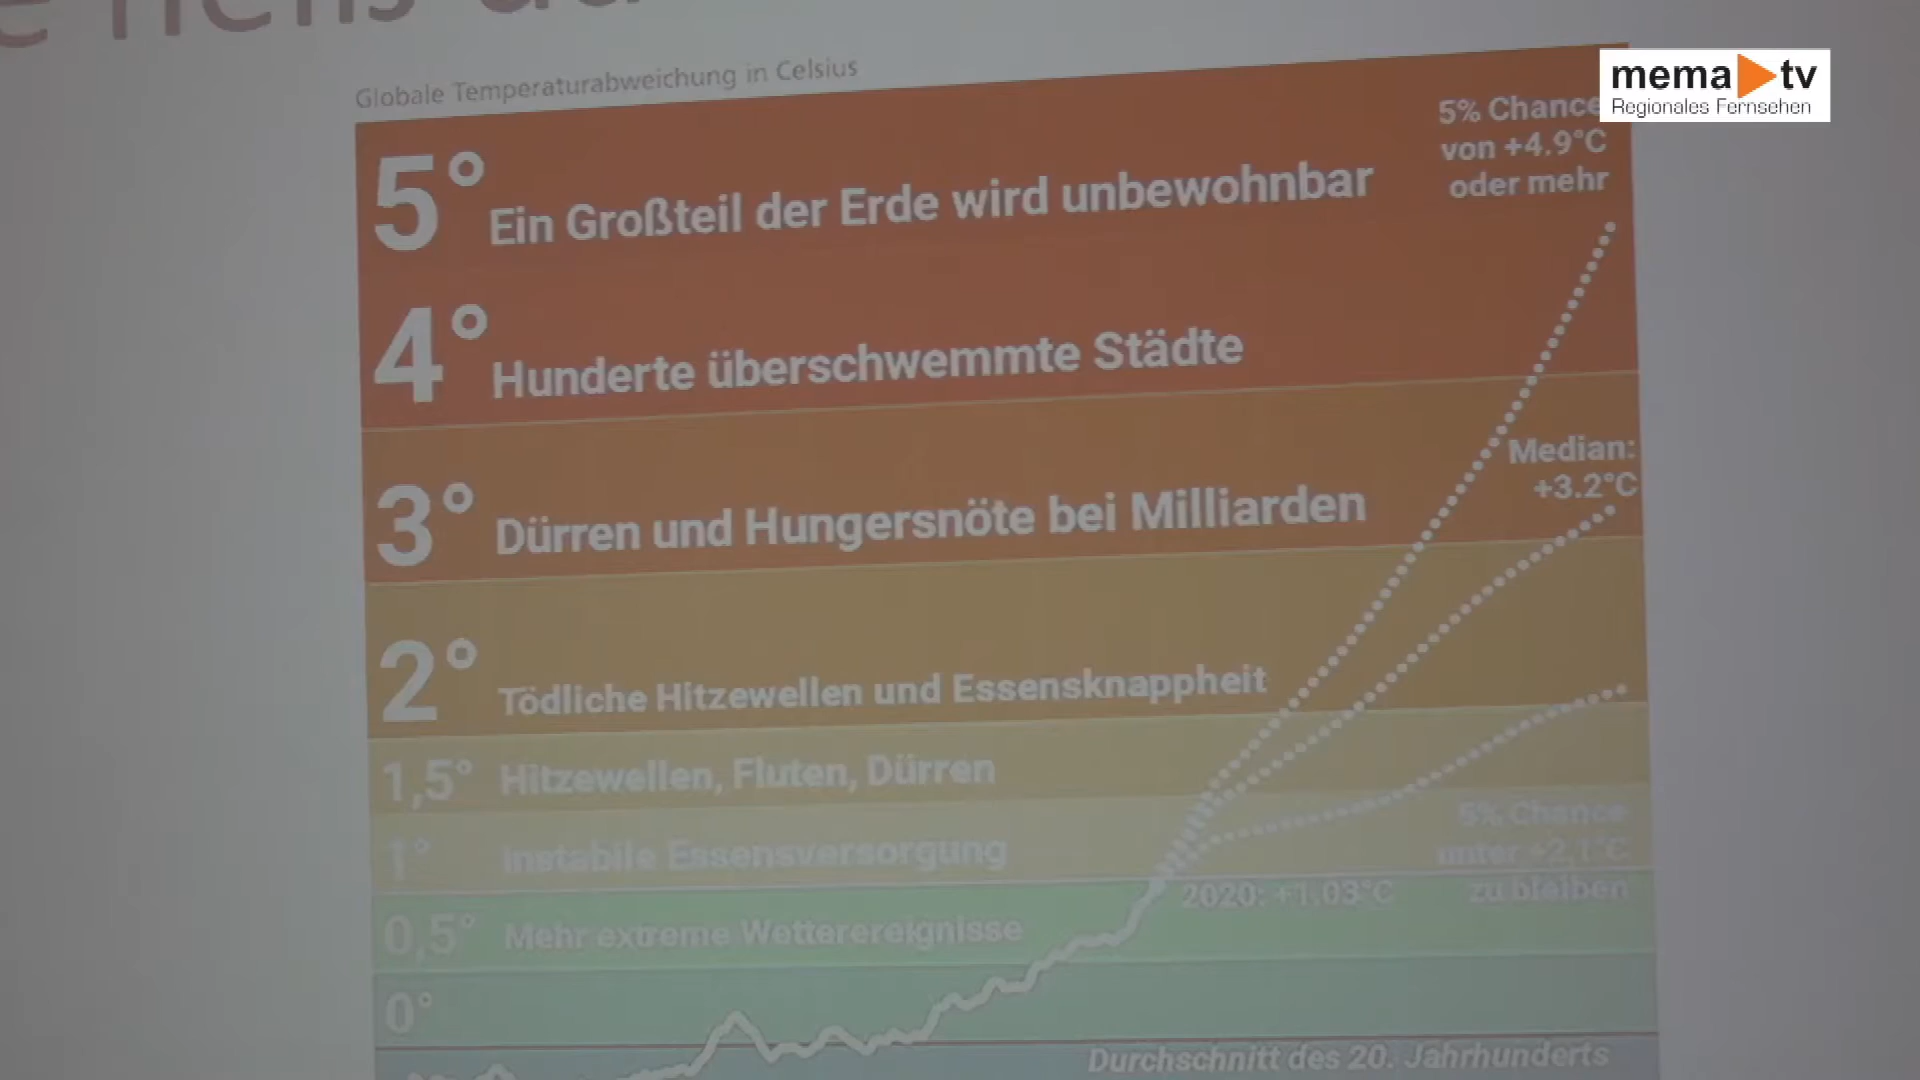 Globale Temperaturabweichung in Celsius
mema tv
Regionales Fernsehen
5% Chance
von +4.9°C
oder mehr
5° Ein Großteil der Erde wird unbewohnbar
4° Hunderte überschwemmte Städte
Median:
+3.2°C
3° Dürren und Hungersnöte bei Milliarden
2° Tödliche Hitzewellen und Essensknappheit
1,5° Hitzewellen, Fluten, Dürren
5% Chance
unter +2,1°C
zu bleiben
1° instabile Essensversorgung
2020: +1,03°C
0,5° Mehr extreme Wetterereignisse
0°
Durchschnitt des 20. Jahrhunderts